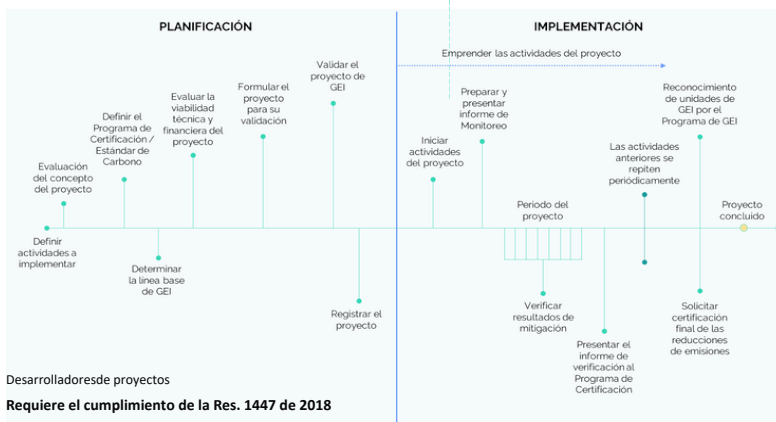 PLANIFICACIÓN
IMPLEMENTACIÓN
Emprender las actividades del proyecto
Validar el
proyecto de
GEI
Formular el
proyecto
para su
validación
Evaluar la
viabilidad
técnica y
financiera del
proyecto
Definir el
Programa de
Certificación /
Estándar de
Carbono
Evaluación
del concepto
del proyecto
Definir
actividades a
implementar
Determinar
la línea base
de GEI
Registrar el
proyecto
Iniciar
actividades
del proyecto
Preparar y
presentar
informe de
Monitoreo
Periodo del
proyecto
Verificar
resultados de
mitigación
Presentar el
informe de
verificación al
Programa de
Certificación
Las actividades
anteriores se
repiten
periódicamente
Reconocimiento
de unidades de
GEI por el
Programa de GEI
Solicitar
certificación
final de las
reducciones
de emisiones
Proyecto
concluido
Desarrolladoresde proyectos
Requiere el cumplimiento de la Res. 1447 de 2018